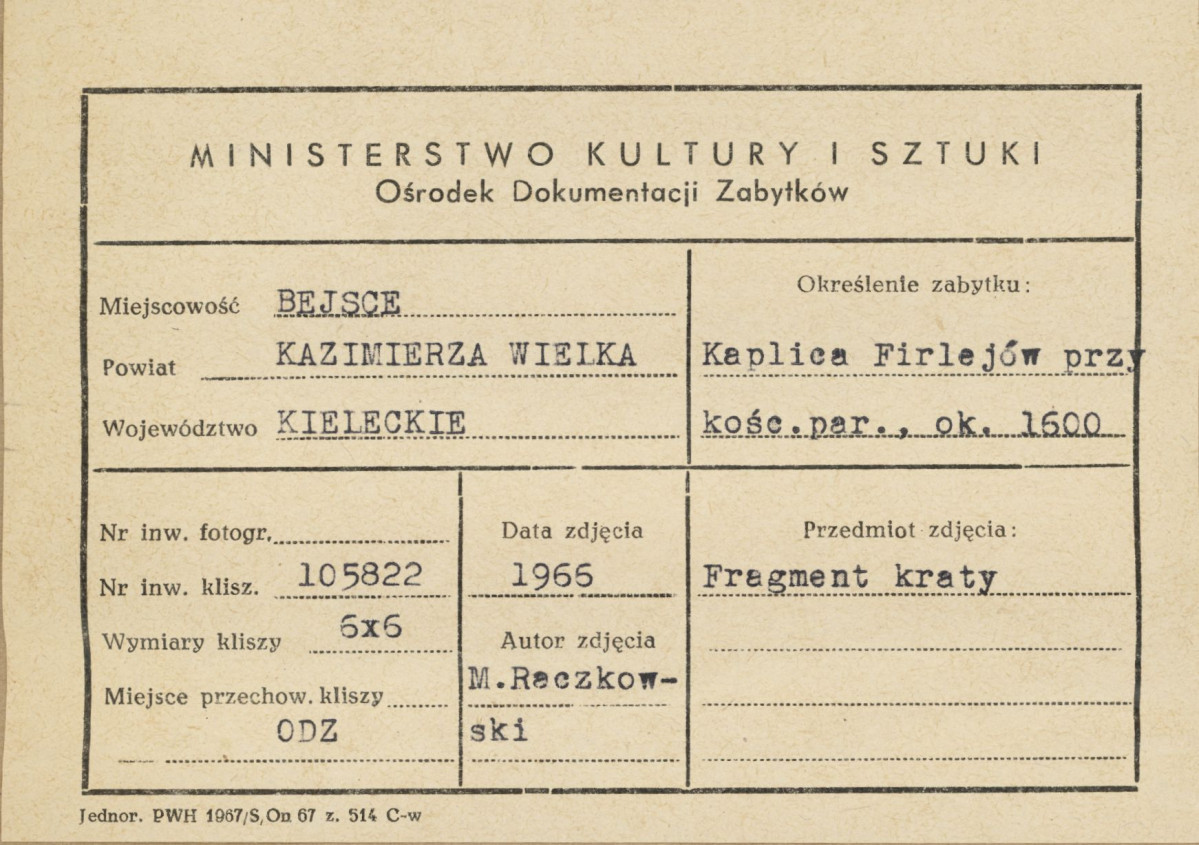 MINISTERSTWO KULTURY I SZTUKI
Ośrodek Dokumentacji Zabytków
Miejscowość BEJSCE
Powiat KAZIMIERZA WIELKA
Województwo KIELECKIE
Określenie zabytku:
Kaplica Firlejów przy
kośc.par., ok. 1600
Nr inw. fotogr.
Nr inw. klisz. 105822
Wymiary kliszy 6x6
Miejsce przechow. kliszy
ODZ
Data zdjęcia
1966
Autor zdjęcia
M.Raczkow-
ski
Przedmiot zdjęcia:
Fragment kraty
Jednor. PWH 1967/S,On 67 z. 514 C-w